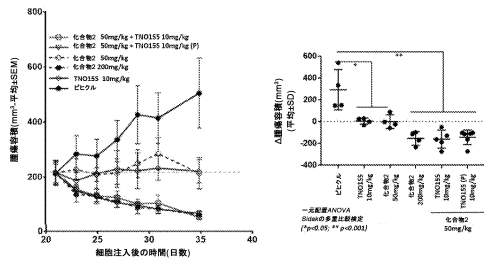 化合物2 50mg/kg + TNO155 10mg/kg
化合物2 50mg/kg + TNO155 10mg/kg (P)
化合物2 50mg/kg
化合物2 200mg/kg
TNO155 10mg/kg
ビヒクル
腫瘍容積(mm³-平均±SEM)
800
600
400
200
0
20
25
30
35
40
細胞注入後の時間(日数)
Δ腫瘍容積(mm³)
(平均±SD)
600
400
200
0
-200
-400
*
**
ビヒクル
TNO155
10mg/kg
化合物2
50mg/kg
化合物2
200mg/kg
TNO155
10mg/kg
TNO155 (P)
10mg/kg
化合物2
50mg/kg
一元配置ANOVA
Sidakの多重比較検定
(*p<0.05; ** p<0.001)